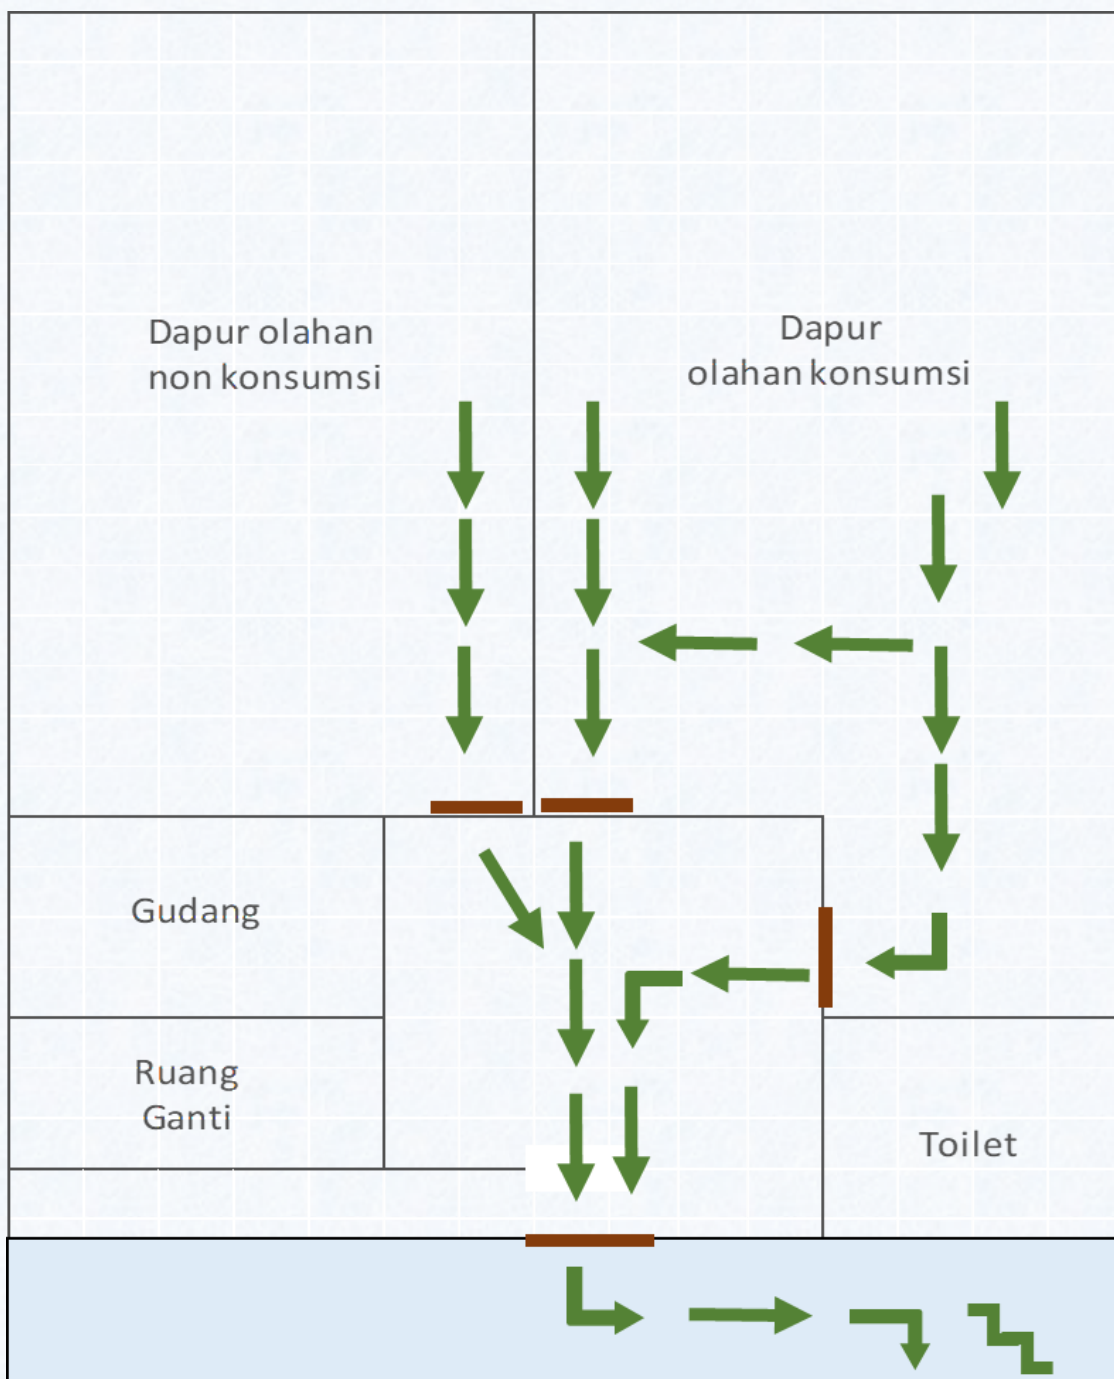 Dapur olahan
non konsumsi
Dapur
olahan konsumsi
Gudang
Ruang
Ganti
Toilet